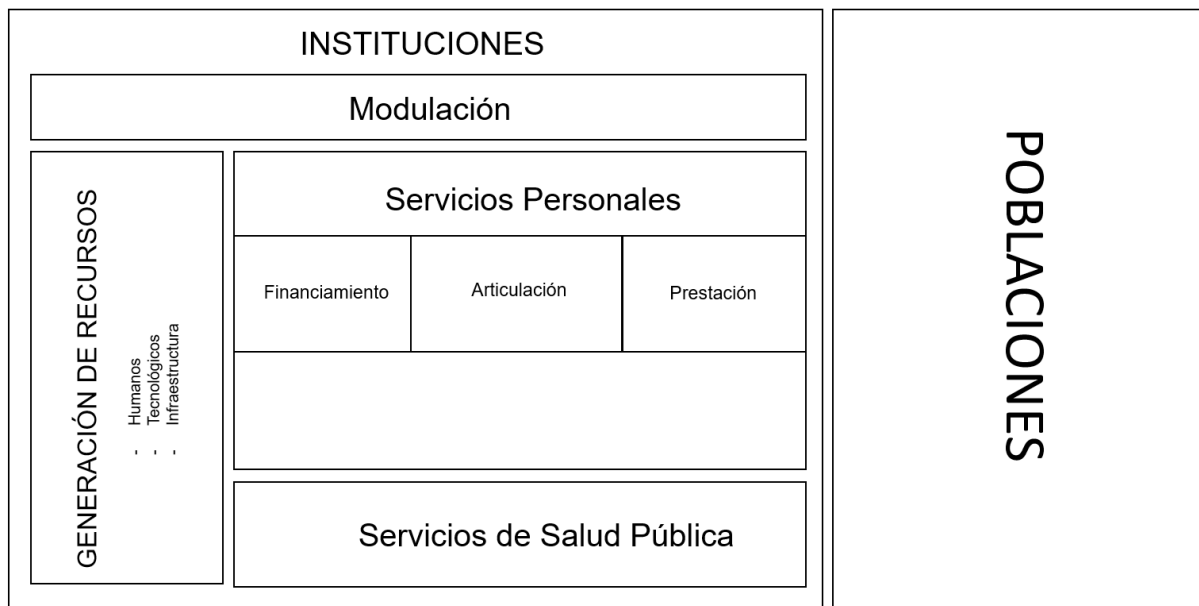 INSTITUCIONES
Modulación
GENERACIÓN DE RECURSOS
- Humanos
- Tecnológicos
- Infraestructura
Servicios Personales
Financiamiento
Articulación
Prestación
Servicios de Salud Pública
POBLACIONES